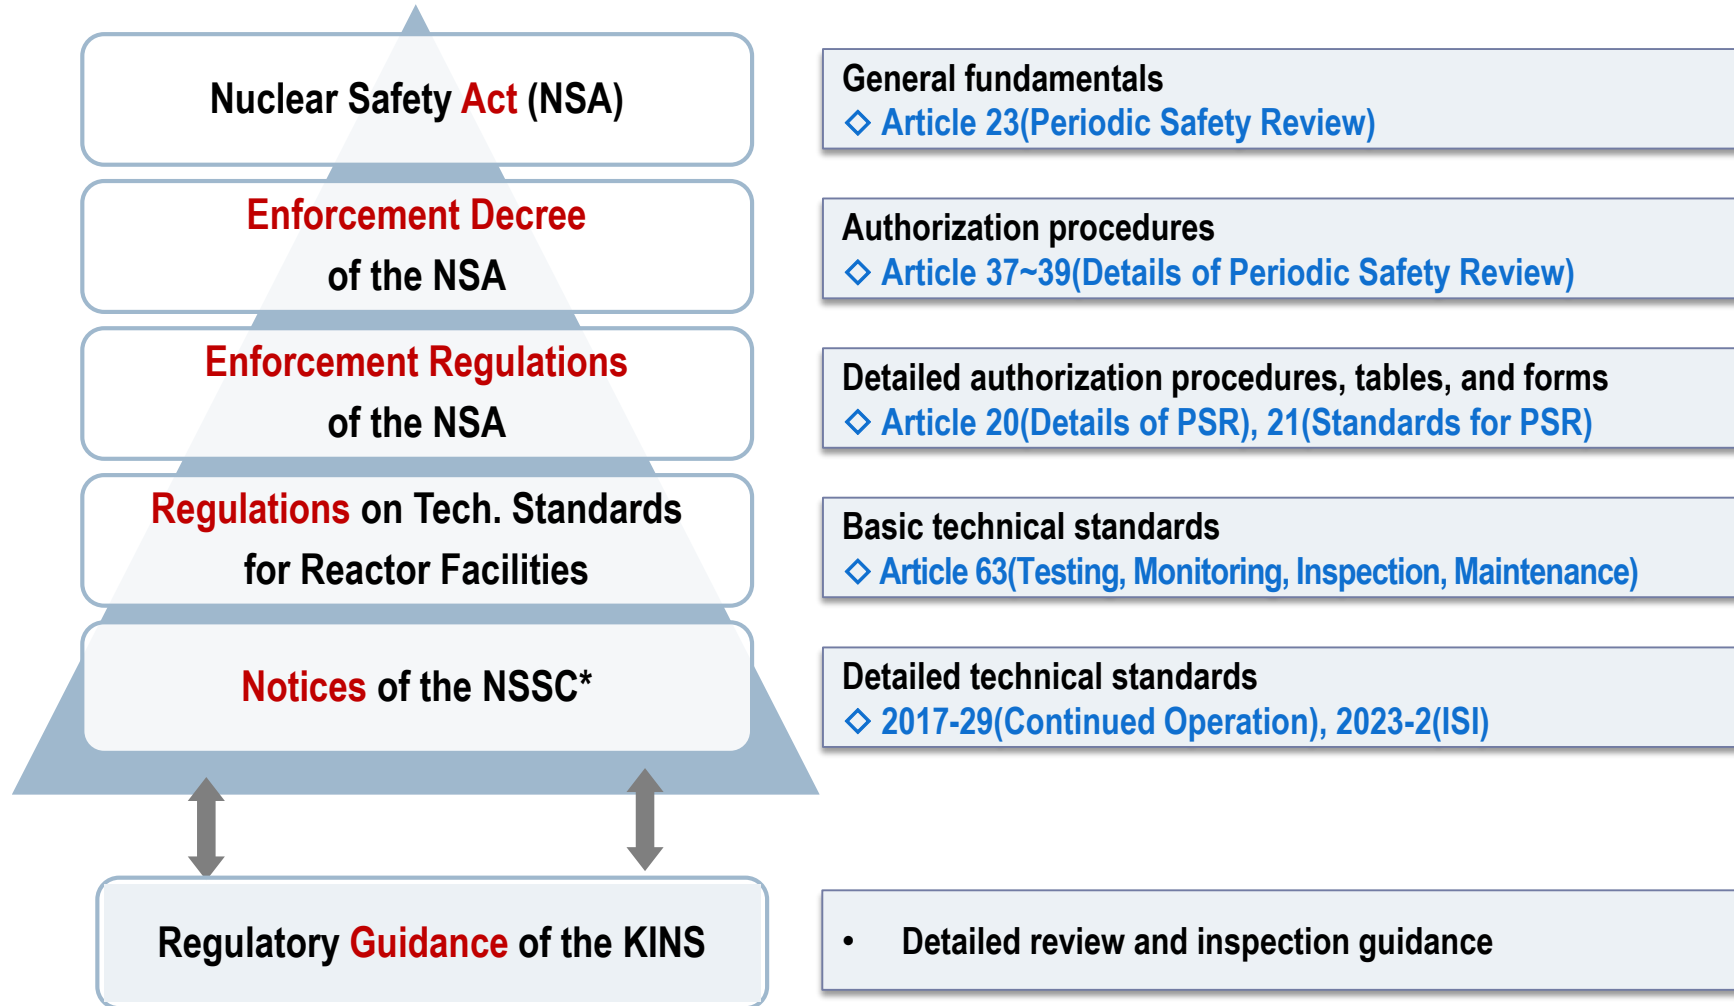 Nuclear Safety Act (NSA)
General fundamentals
◇ Article 23(Periodic Safety Review)
Enforcement Decree
of the NSA
Authorization procedures
◇ Article 37~39(Details of Periodic Safety Review)
Enforcement Regulations
of the NSA
Detailed authorization procedures, tables, and forms
◇ Article 20(Details of PSR), 21(Standards for PSR)
Regulations on Tech. Standards
for Reactor Facilities
Basic technical standards
◇ Article 63(Testing, Monitoring, Inspection, Maintenance)
Notices of the NSSC*
Detailed technical standards
◇ 2017-29(Continued Operation), 2023-2(ISI)
Regulatory Guidance of the KINS
• Detailed review and inspection guidance